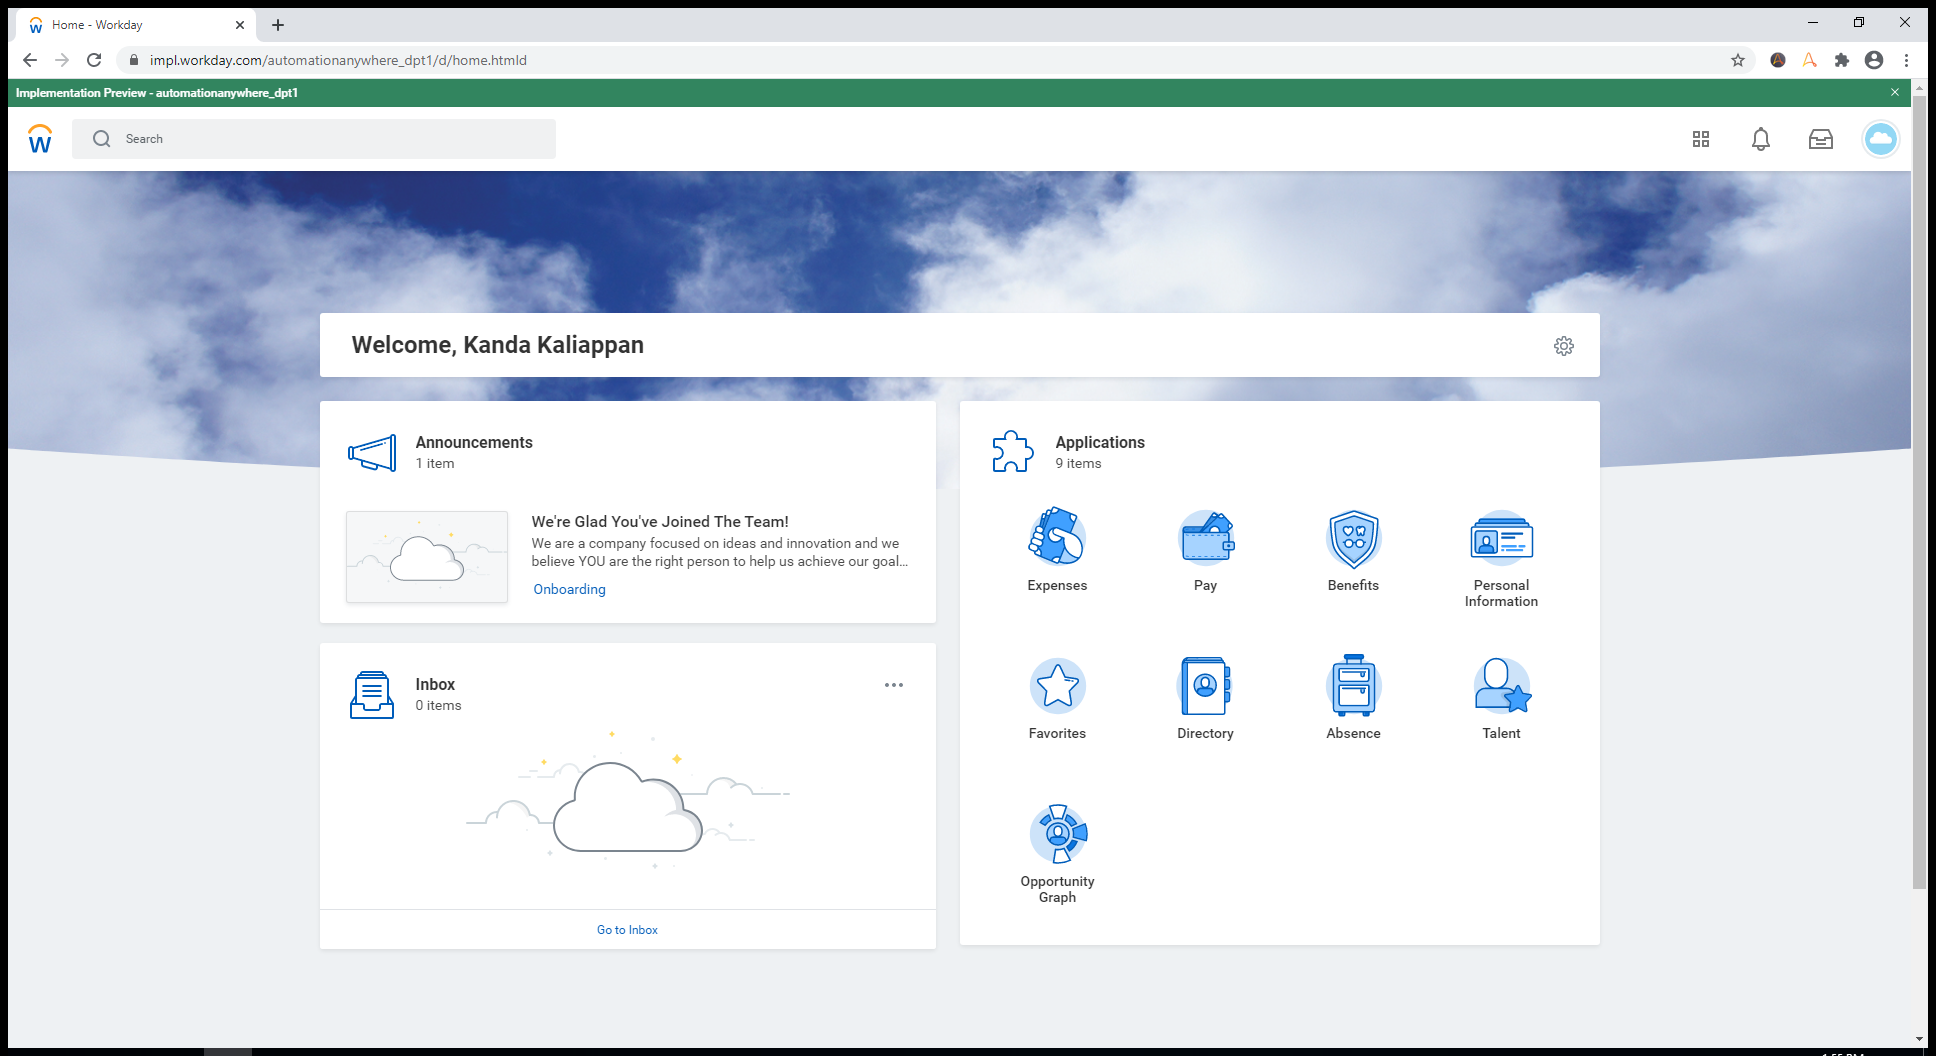 Home - Workday
impl.workday.com/automationanywhere_dpt1/d/home.htmld
Implementation Preview - automationanywhere_dpt1
W
Search
Welcome, Kanda Kaliappan
Announcements
1 item
We're Glad You've Joined The Team!
We are a company focused on ideas and innovation and we
believe YOU are the right person to help us achieve our goal...
Onboarding
Inbox
0 items
Go to Inbox
Applications
9 items
Expenses
Pay
Benefits
Personal
Information
Favorites
Directory
Absence
Talent
Opportunity
Graph